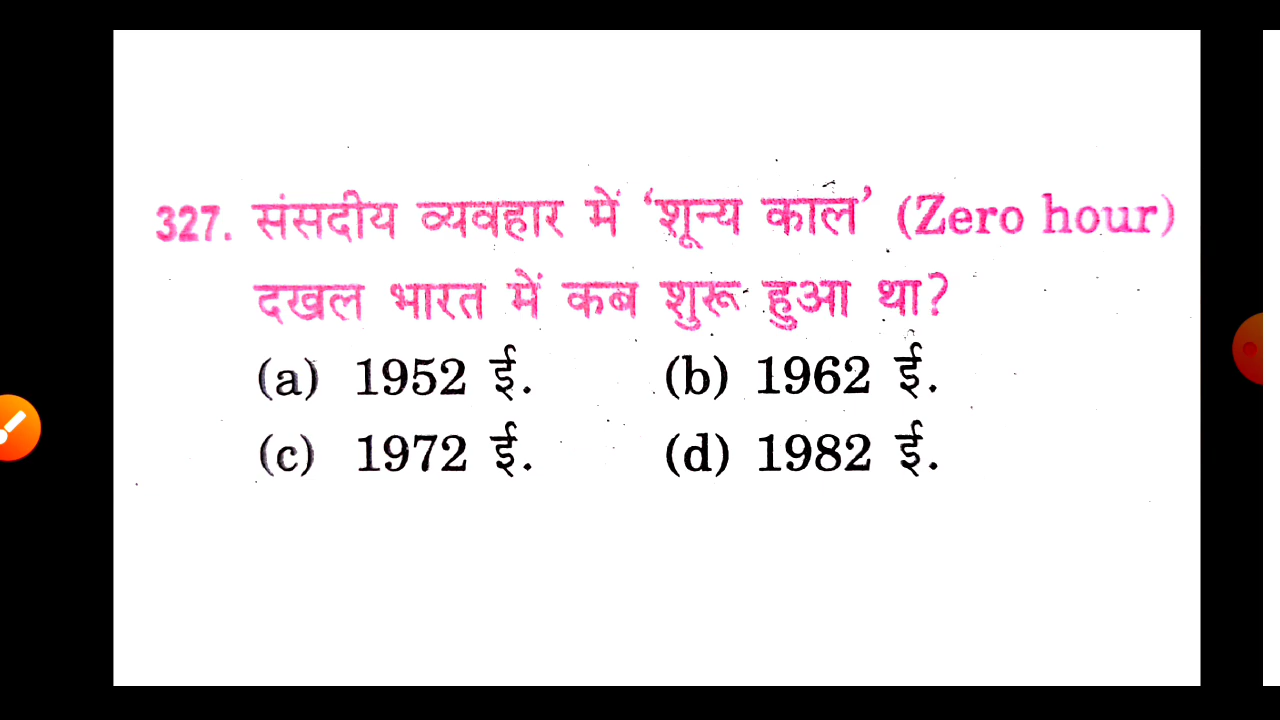 327. संसदीय व्यवहार में ‘शून्य काल’ (Zero hour)
दखल भारत में कब शुरू हुआ था?
(a) 1952 ई. (b) 1962 ई.
(c) 1972 ई. (d) 1982 ई.